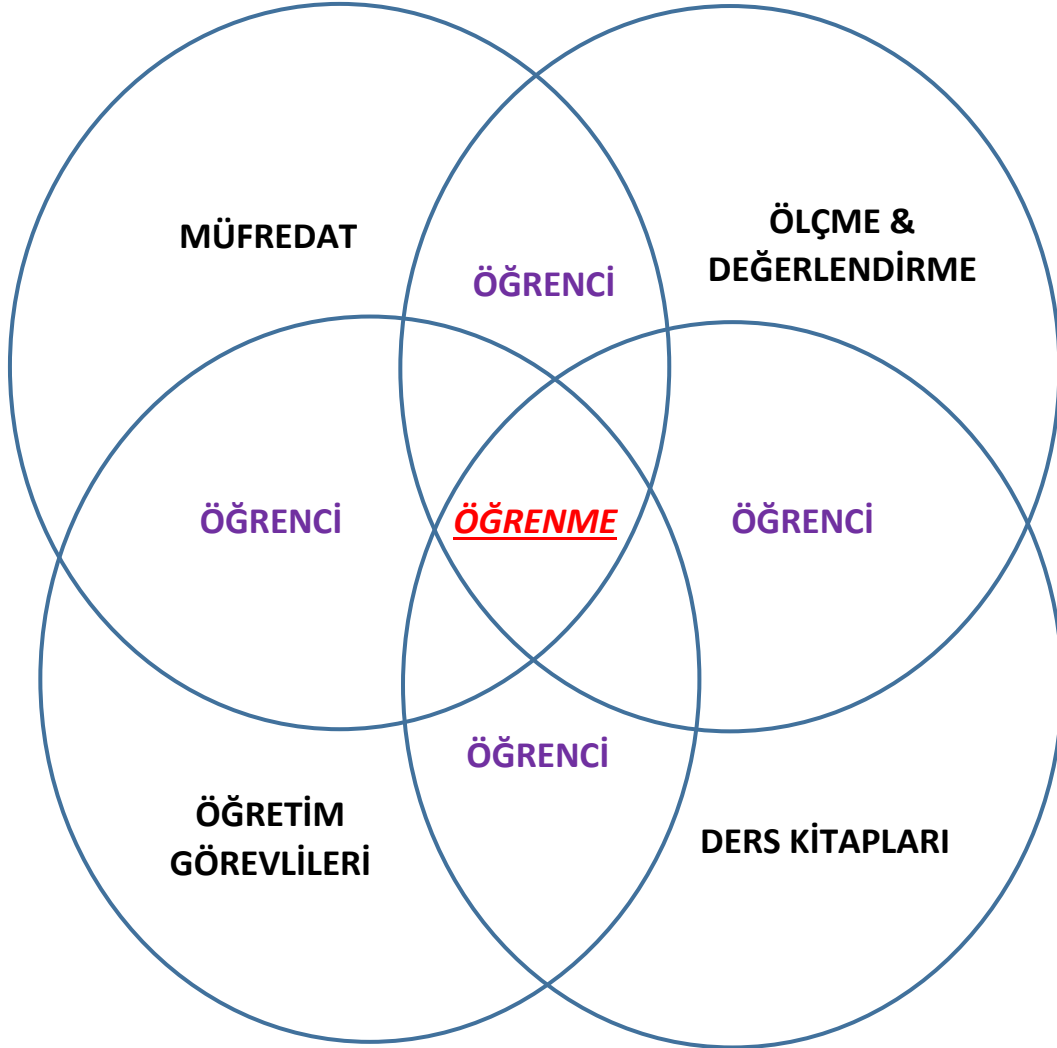 MÜFREDAT
ÖLÇME &
DEĞERLENDİRME
ÖĞRENCİ
ÖĞRENCİ
ÖĞRENME
ÖĞRENCİ
ÖĞRENCİ
ÖĞRETİM
GÖREVLİLERİ
DERS KİTAPLARI